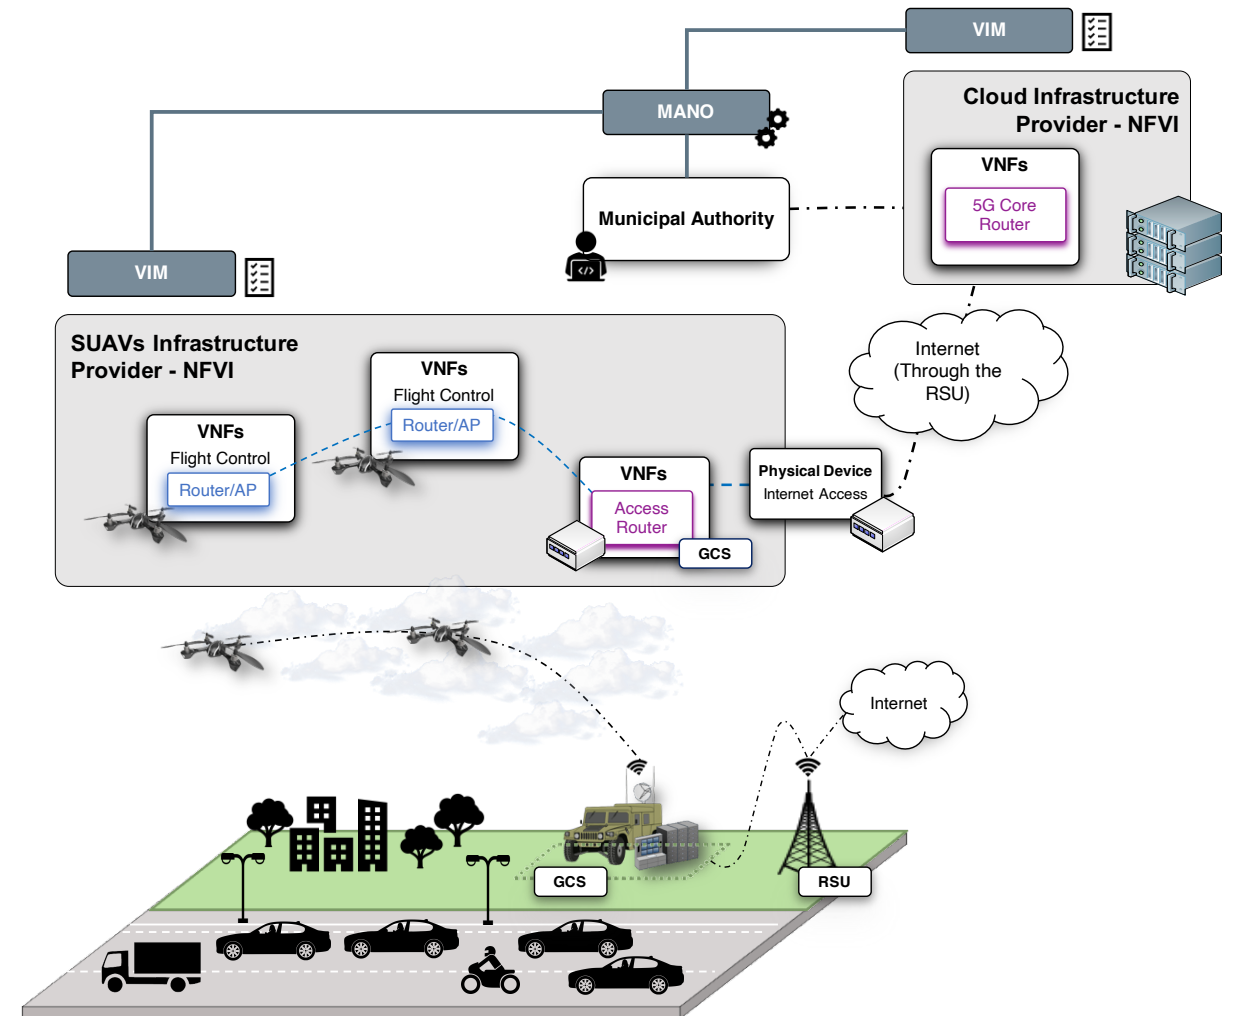 VIM
MANO
Cloud Infrastructure
Provider - NFVI
VNFs
5G Core
Router
Municipal Authority
</>
VIM
SUAVs Infrastructure
Provider - NFVI
VNFs
Flight Control
Router/AP
VNFs
Flight Control
Router/AP
VNFs
Access
Router
GCS
Physical Device
Internet Access
Internet
(Through the
RSU)
Internet
GCS
RSU